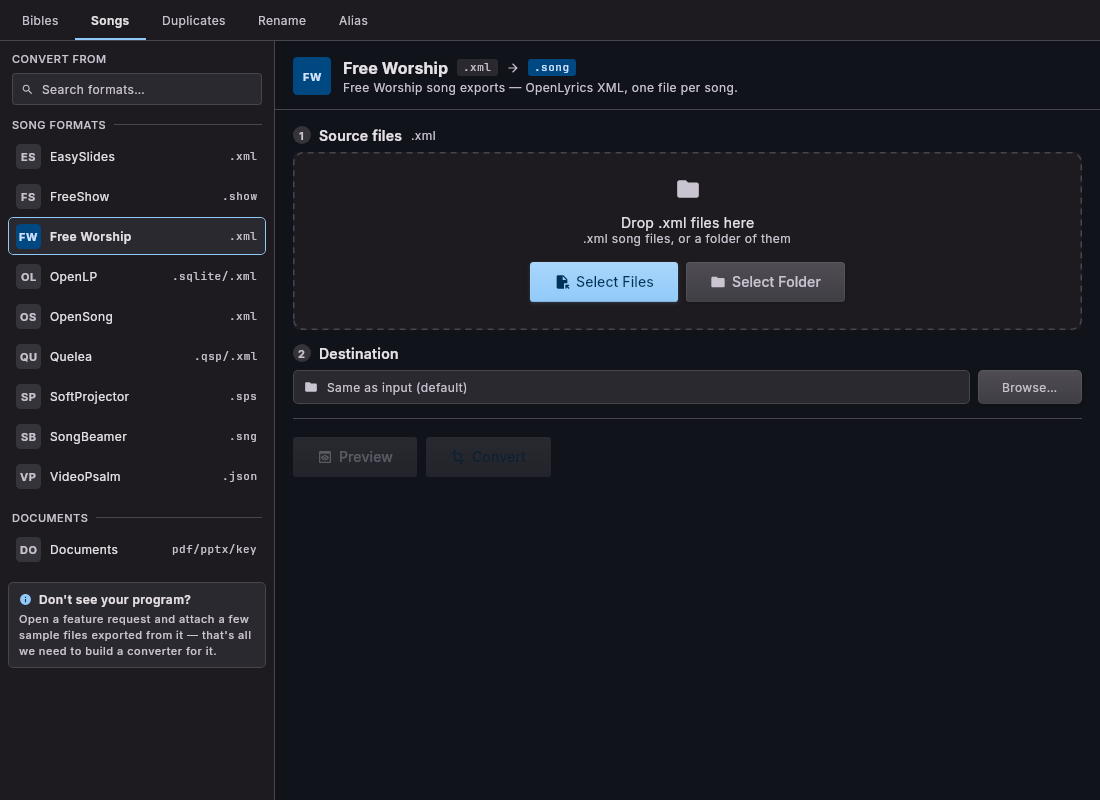 Bibles
Songs
Duplicates
Rename
Alias
CONVERT FROM
Search formats...
SONG FORMATS
ES EasySlides .xml
FS FreeShow .show
FW Free Worship .xml
OL OpenLP .sqlite/.xml
OS OpenSong .xml
QU Quelea .qsp/.xml
SP SoftProjector .sps
SB SongBeamer .sng
VP VideoPsalm .json
DOCUMENTS
DO Documents pdf/pptx/key
Don't see your program?
Open a feature request and attach a few
sample files exported from it — that's all
we need to build a converter for it.
FW
Free Worship .xml → .song
Free Worship song exports — OpenLyrics XML, one file per song.
1 Source files .xml
Drop .xml files here
.xml song files, or a folder of them
Select Files
Select Folder
2 Destination
Same as input (default)
Browse...
Preview
Convert